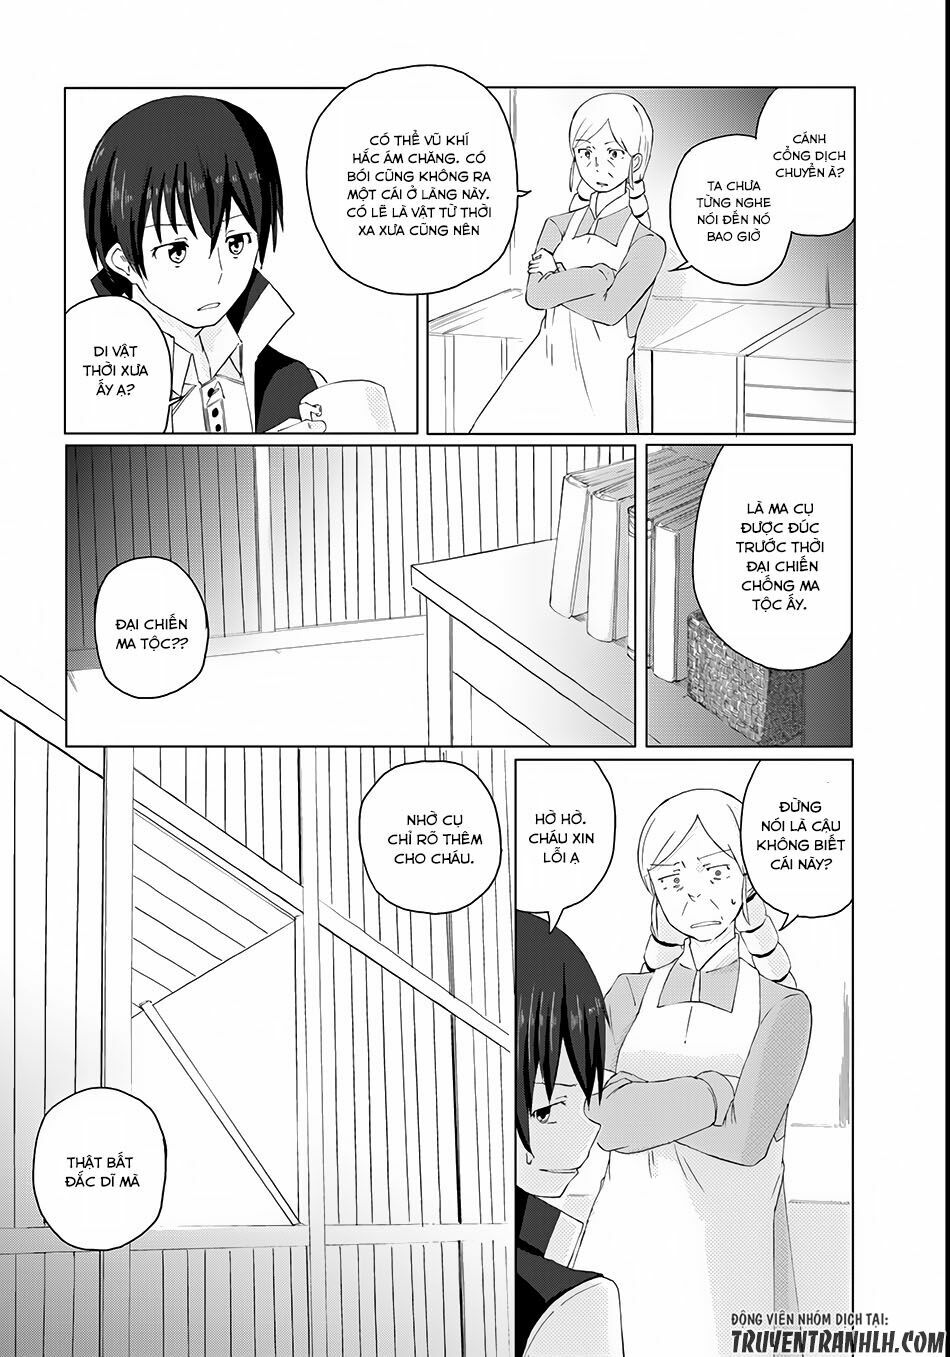 CÁNH
CỔNG DỊCH
CHUYỂN À?
TA CHƯA
TỪNG NGHE
NÓI ĐẾN NÓ
BAO GIỜ
CÓ THỂ VŨ KHÍ
HẮC ÁM CHĂNG. CÓ
BÓI CŨNG KHÔNG RA
MỘT CÁI Ở LÀNG NÀY.
CÓ LẼ LÀ VẬT TỪ THỜI
XA XƯA CŨNG NÊN
DI VẬT
THỜI XƯA
ẤY Ạ?
LÀ MA CỤ
ĐƯỢC ĐÚC
TRƯỚC THỜI
ĐẠI CHIẾN
CHỐNG MA
TỘC ẤY.
ĐẠI CHIẾN
MA TỘC??
ĐỪNG
NÓI LÀ CẬU
KHÔNG BIẾT
CÁI NÀY?
HỜ HỜ.
CHÁU XIN
LỖI Ạ
NHỜ CỤ
CHỈ RÕ THÊM
CHO CHÁU.
THẬT BẤT
ĐẮC DĨ MÀ
ĐỘNG VIÊN NHÓM DỊCH TẠI:
TRUYENTRANHLH.COM